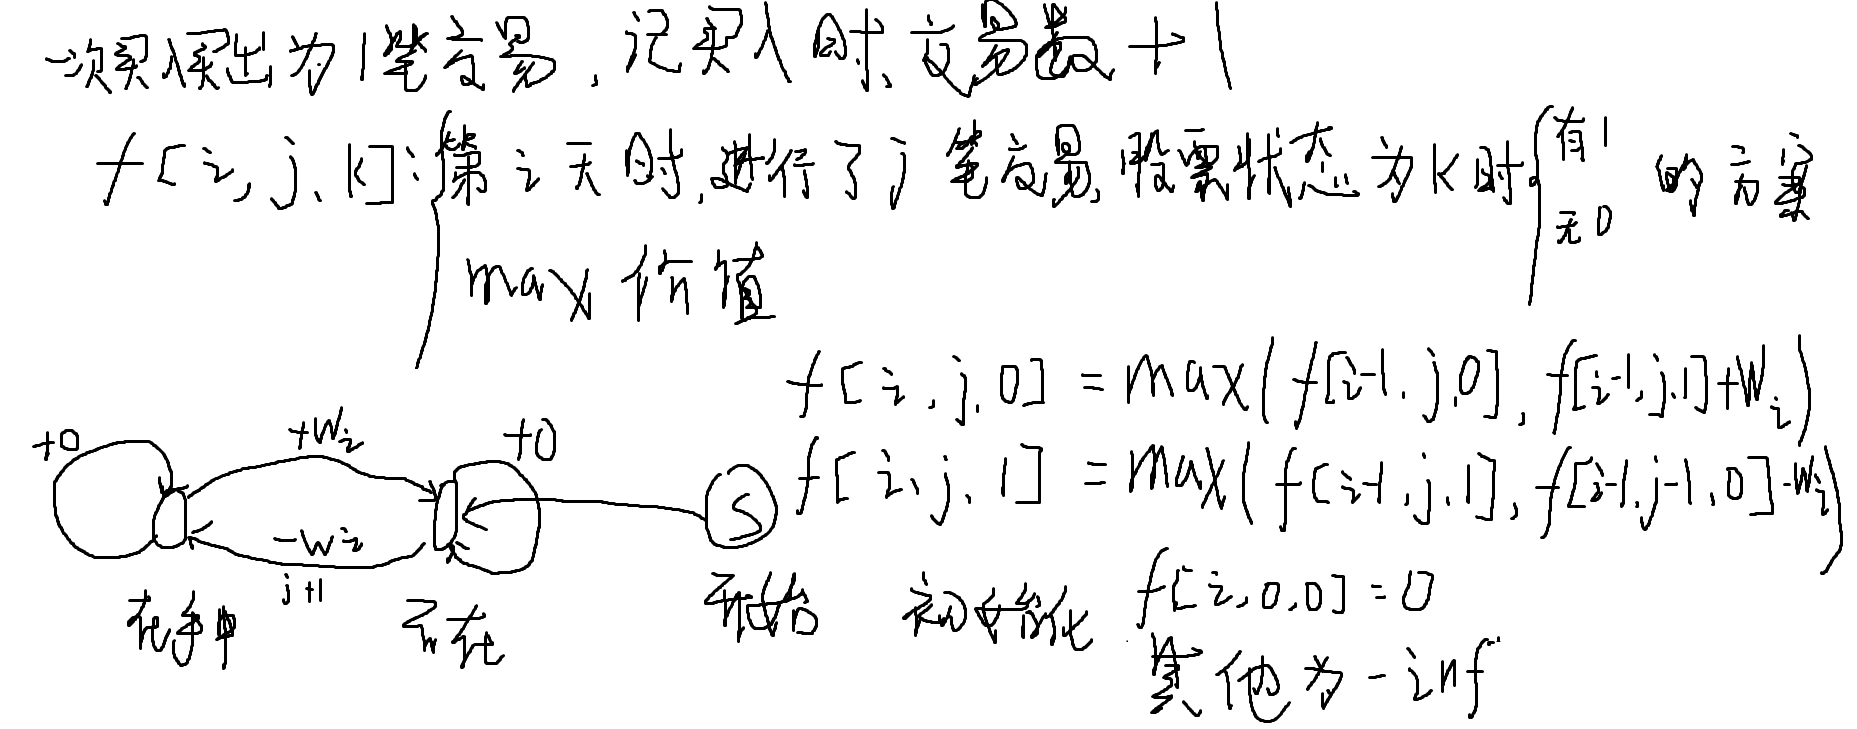 一次买入卖出为1笔交易,记买入时,交易数+1
f[i,j,k]:{第i天时,进行了j笔交易,股票状态为k时{有1 无0 的方案
max价值
f[i,j,0] = max(f[i-1,j,0],f[i-1,j,1]+Wi)
f[i,j,1] = max(f[i-1,j,1],f[i-1,j-1,0]-Wi)
+0 +Wi +0
-Wi S
j+1
在手中 不在 开始
初始化 f[i,0,0]=0
其他为-inf